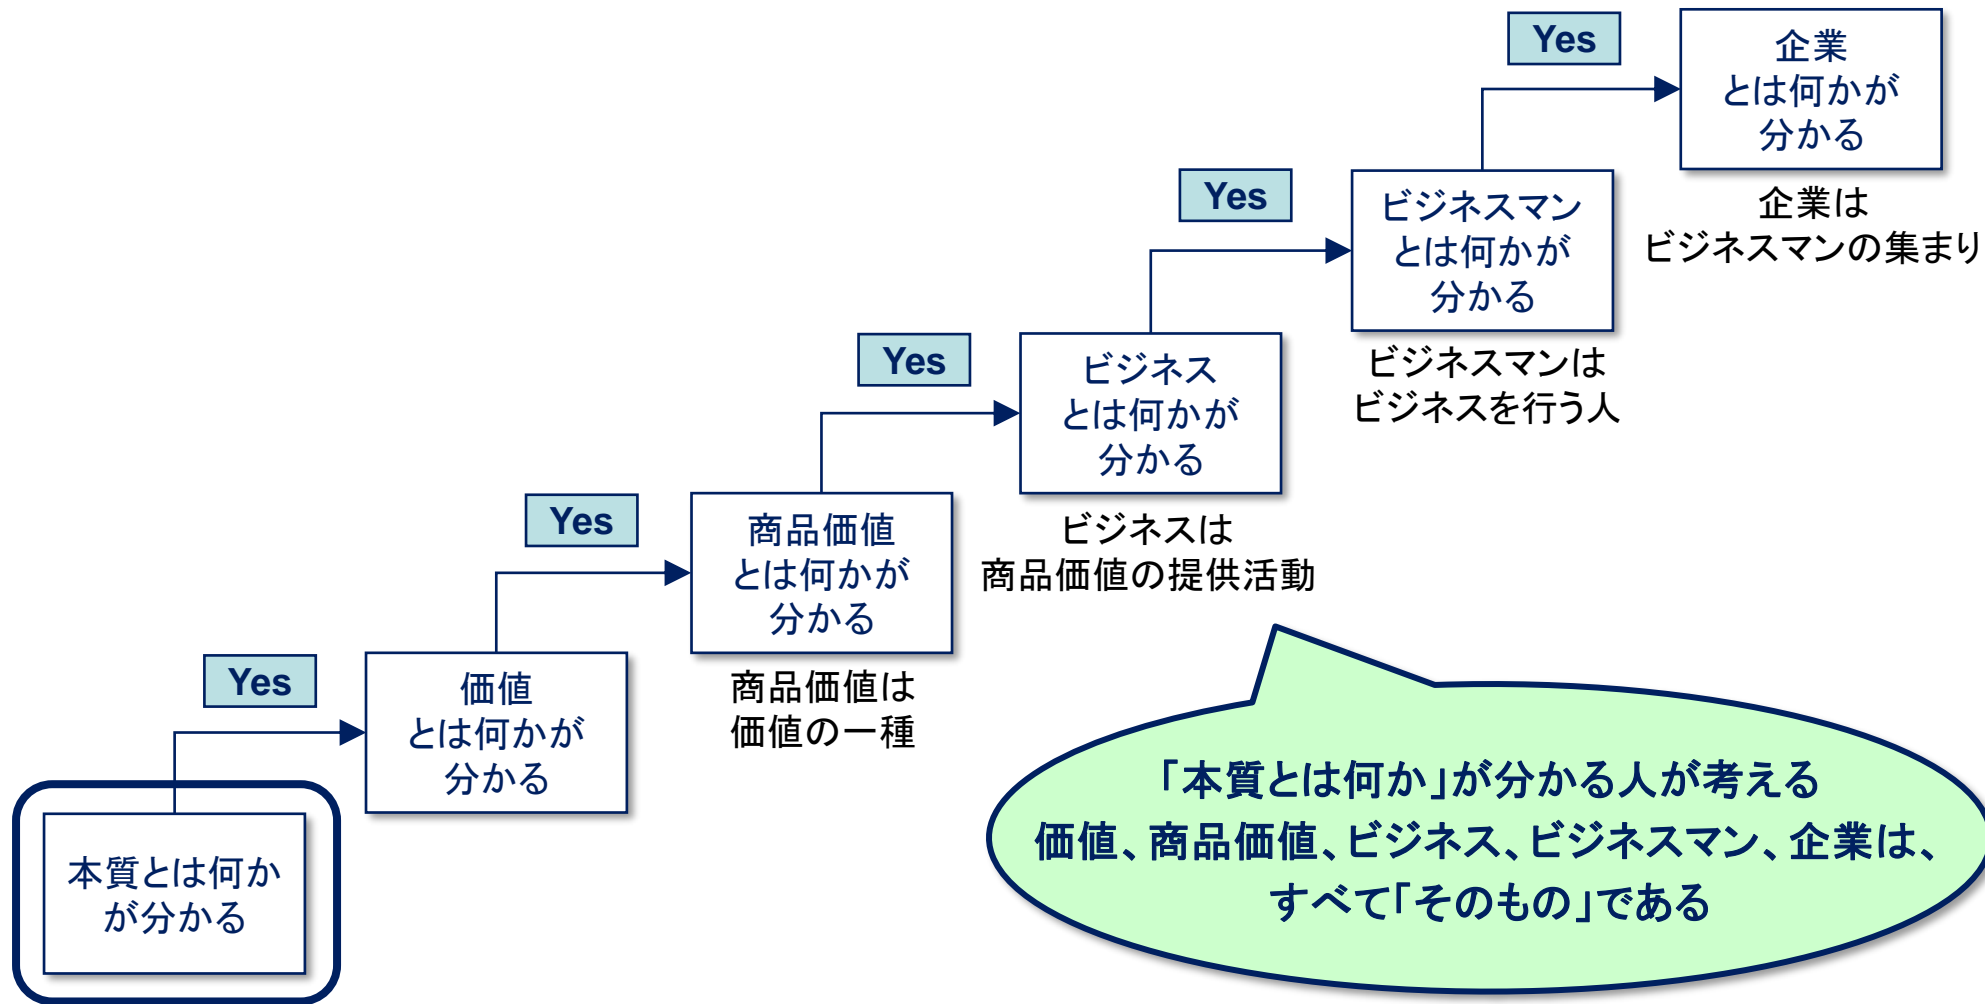 Yes
企業
とは何かが
分かる
企業は
ビジネスマンの集まり
Yes
ビジネスマン
とは何かが
分かる
ビジネスマンは
ビジネスを行う人
Yes
ビジネス
とは何かが
分かる
ビジネスは
商品価値の提供活動
Yes
商品価値
とは何かが
分かる
商品価値は
価値の一種
Yes
価値
とは何かが
分かる
本質とは何か
が分かる
「本質とは何か」が分かる人が考える
価値、商品価値、ビジネス、ビジネスマン、企業は、
すべて「そのもの」である